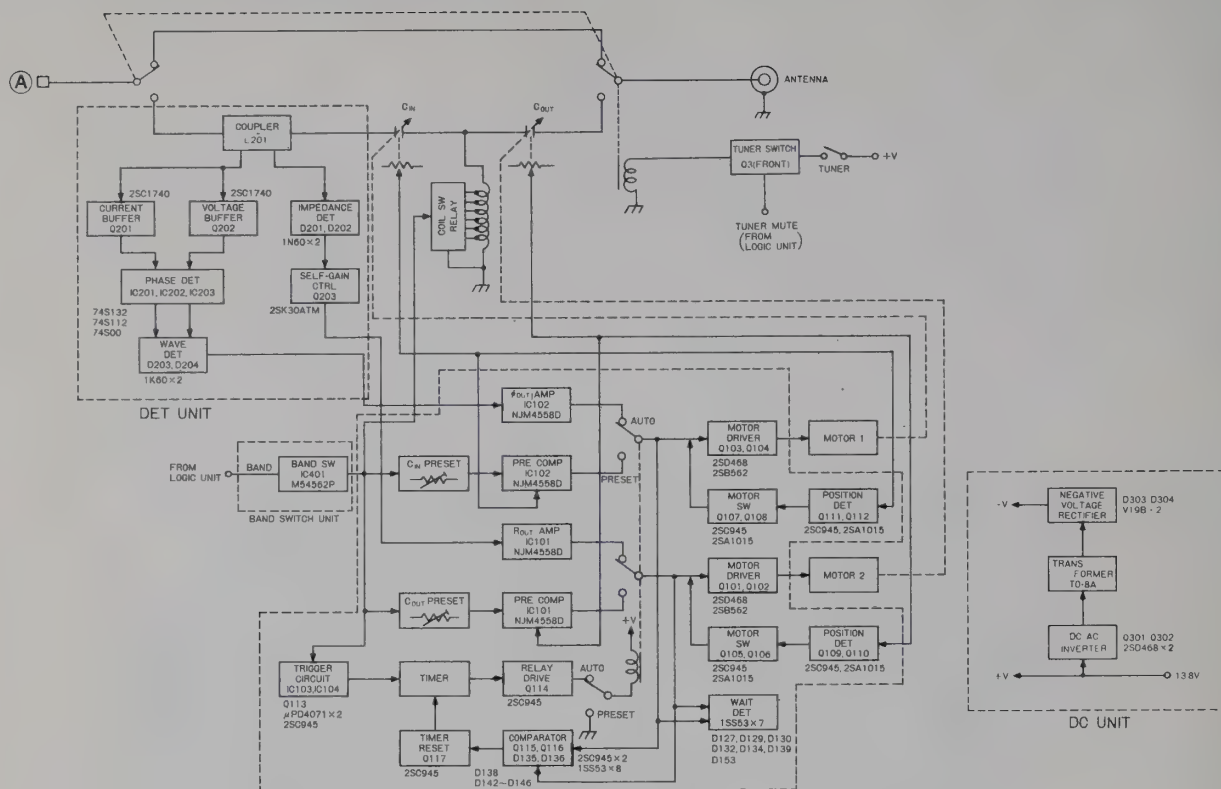 A
ANTENNA
COUPLER
L201
CIN
COUT
TUNER SWITCH
Q3(FRONT)
TUNER
+V
TUNER MUTE
(FROM
LOGIC UNIT)
COIL SW
RELAY
2SC1740
2SC1740
CURRENT
BUFFER
Q201
VOLTAGE
BUFFER
Q202
IMPEDANCE
DET
D201, D202
1N60×2
PHASE DET
IC201, IC202, IC203
SELF-GAIN
CTRL
Q203
2SK30ATM
74S132
74S112
74S00
WAVE
DET
D203, D204
1K60×2
DET UNIT
FROM
LOGIC UNIT
BAND
BAND SW
IC401
M54562P
BAND SWITCH UNIT
AMP
IC102
NJM4558D
AUTO
CIN PRESET
PRE COMP
IC102
NJM4558D
PRESET
ROUT AMP
IC101
NJM4558D
COUT PRESET
PRE COMP
IC101
NJM4558D
MOTOR
DRIVER
Q103, Q104
2SD468
2SB562
MOTOR 1
MOTOR
SW
Q107, Q108
2SC945
2SA1015
POSITION
DET
Q111, Q112
2SC945, 2SA1015
MOTOR
DRIVER
Q101, Q102
2SD468
2SB562
MOTOR 2
MOTOR
SW
Q105, Q106
2SC945
2SA1015
POSITION
DET
Q109, Q110
2SC945, 2SA1015
TRIGGER
CIRCUIT
IC103, IC104
Q113
μPD4071×2
2SC945
TIMER
RELAY
DRIVE
Q114
2SC945
AUTO
+V
PRESET
TIMER
RESET
Q117
2SC945
COMPARATOR
Q115, Q116
D135, D136
2SC945×2
1SS53×8
D138
D142~D146
WAIT
DET
1SS53×7
D127, D129, D130
D132, D134, D139
D153
-V
NEGATIVE
VOLTAGE
RECTIFIER
D303 D304
V19B-2
TRANS
FORMER
TO-8A
DC AC
INVERTER
Q301 Q302
2SD468×2
+V
13.8V
DC UNIT